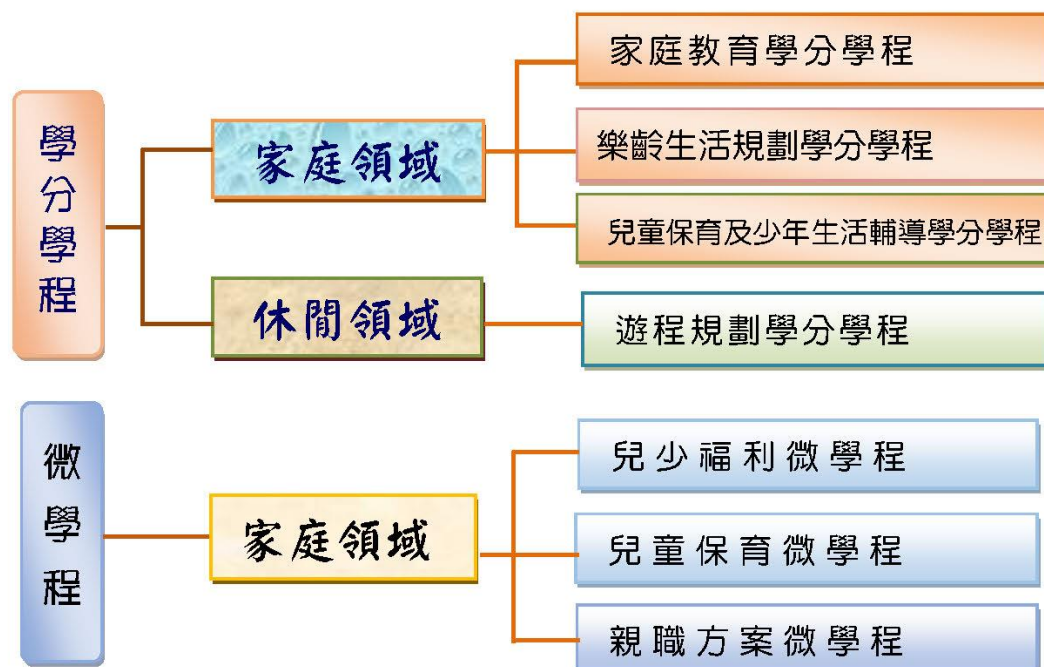 學分學程
家庭領域
家庭教育學分學程
樂齡生活規劃學分學程
兒童保育及少年生活輔導學分學程
休閒領域
遊程規劃學分學程
微學程
家庭領域
兒少福利微學程
兒童保育微學程
親職方案微學程